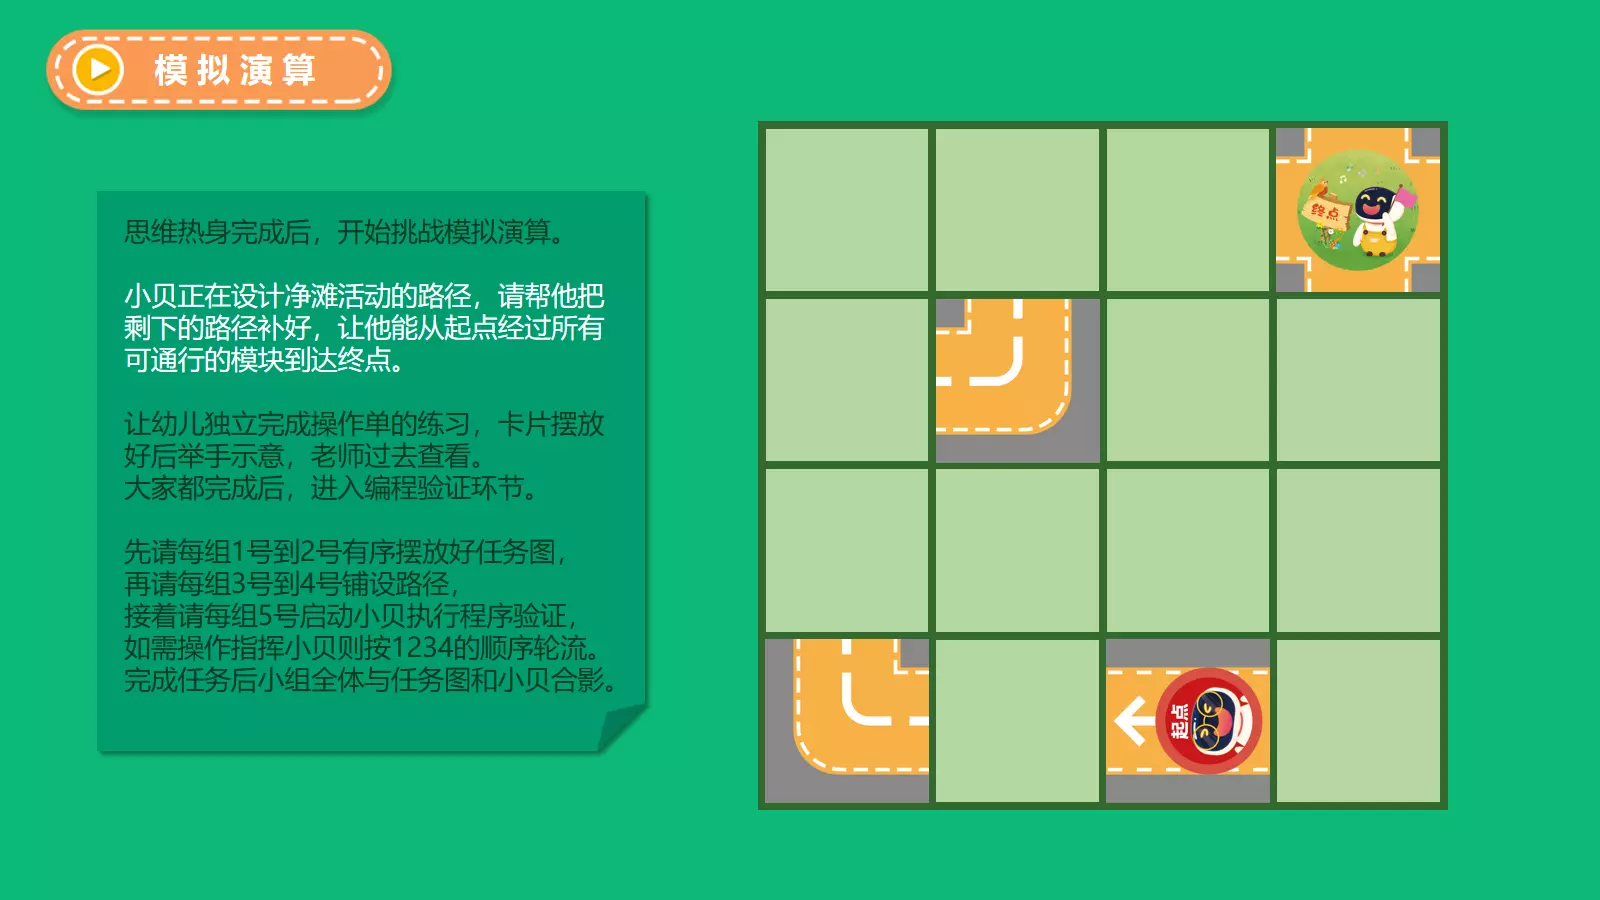 模拟演算
思维热身完成后，开始挑战模拟演算。
小贝正在设计净滩活动的路径，请帮他把
剩下的路径补好，让他能从起点经过所有
可通行的模块到达终点。
让幼儿独立完成操作单的练习，卡片摆放
好后举手示意，老师过去查看。
大家都完成后，进入编程验证环节。
先请每组1号到2号有序摆放好任务图，
再请每组3号到4号铺设路径，
接着请每组5号启动小贝执行程序验证，
如需操作指挥小贝则按1234的顺序轮流。
完成任务后小组全体与任务图和小贝合影。
终点
起点